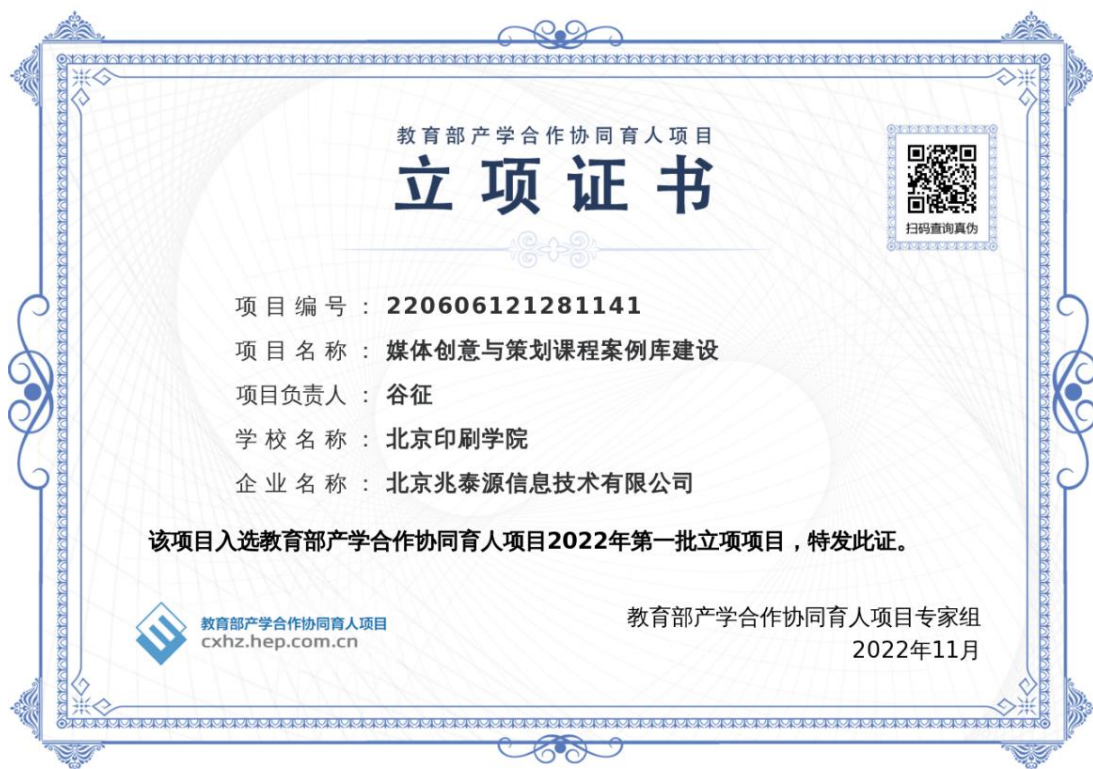 教育部产学合作协同育人项目
立项证书
扫码查询真伪
项目编号：220606121281141
项目名称：媒体创意与策划课程案例库建设
项目负责人：谷征
学校名称：北京印刷学院
企业名称：北京兆泰源信息技术有限公司
该项目入选教育部产学合作协同育人项目2022年第一批立项项目，特发此证。
教育部产学合作协同育人项目
cxhz.hep.com.cn
教育部产学合作协同育人项目专家组
2022年11月